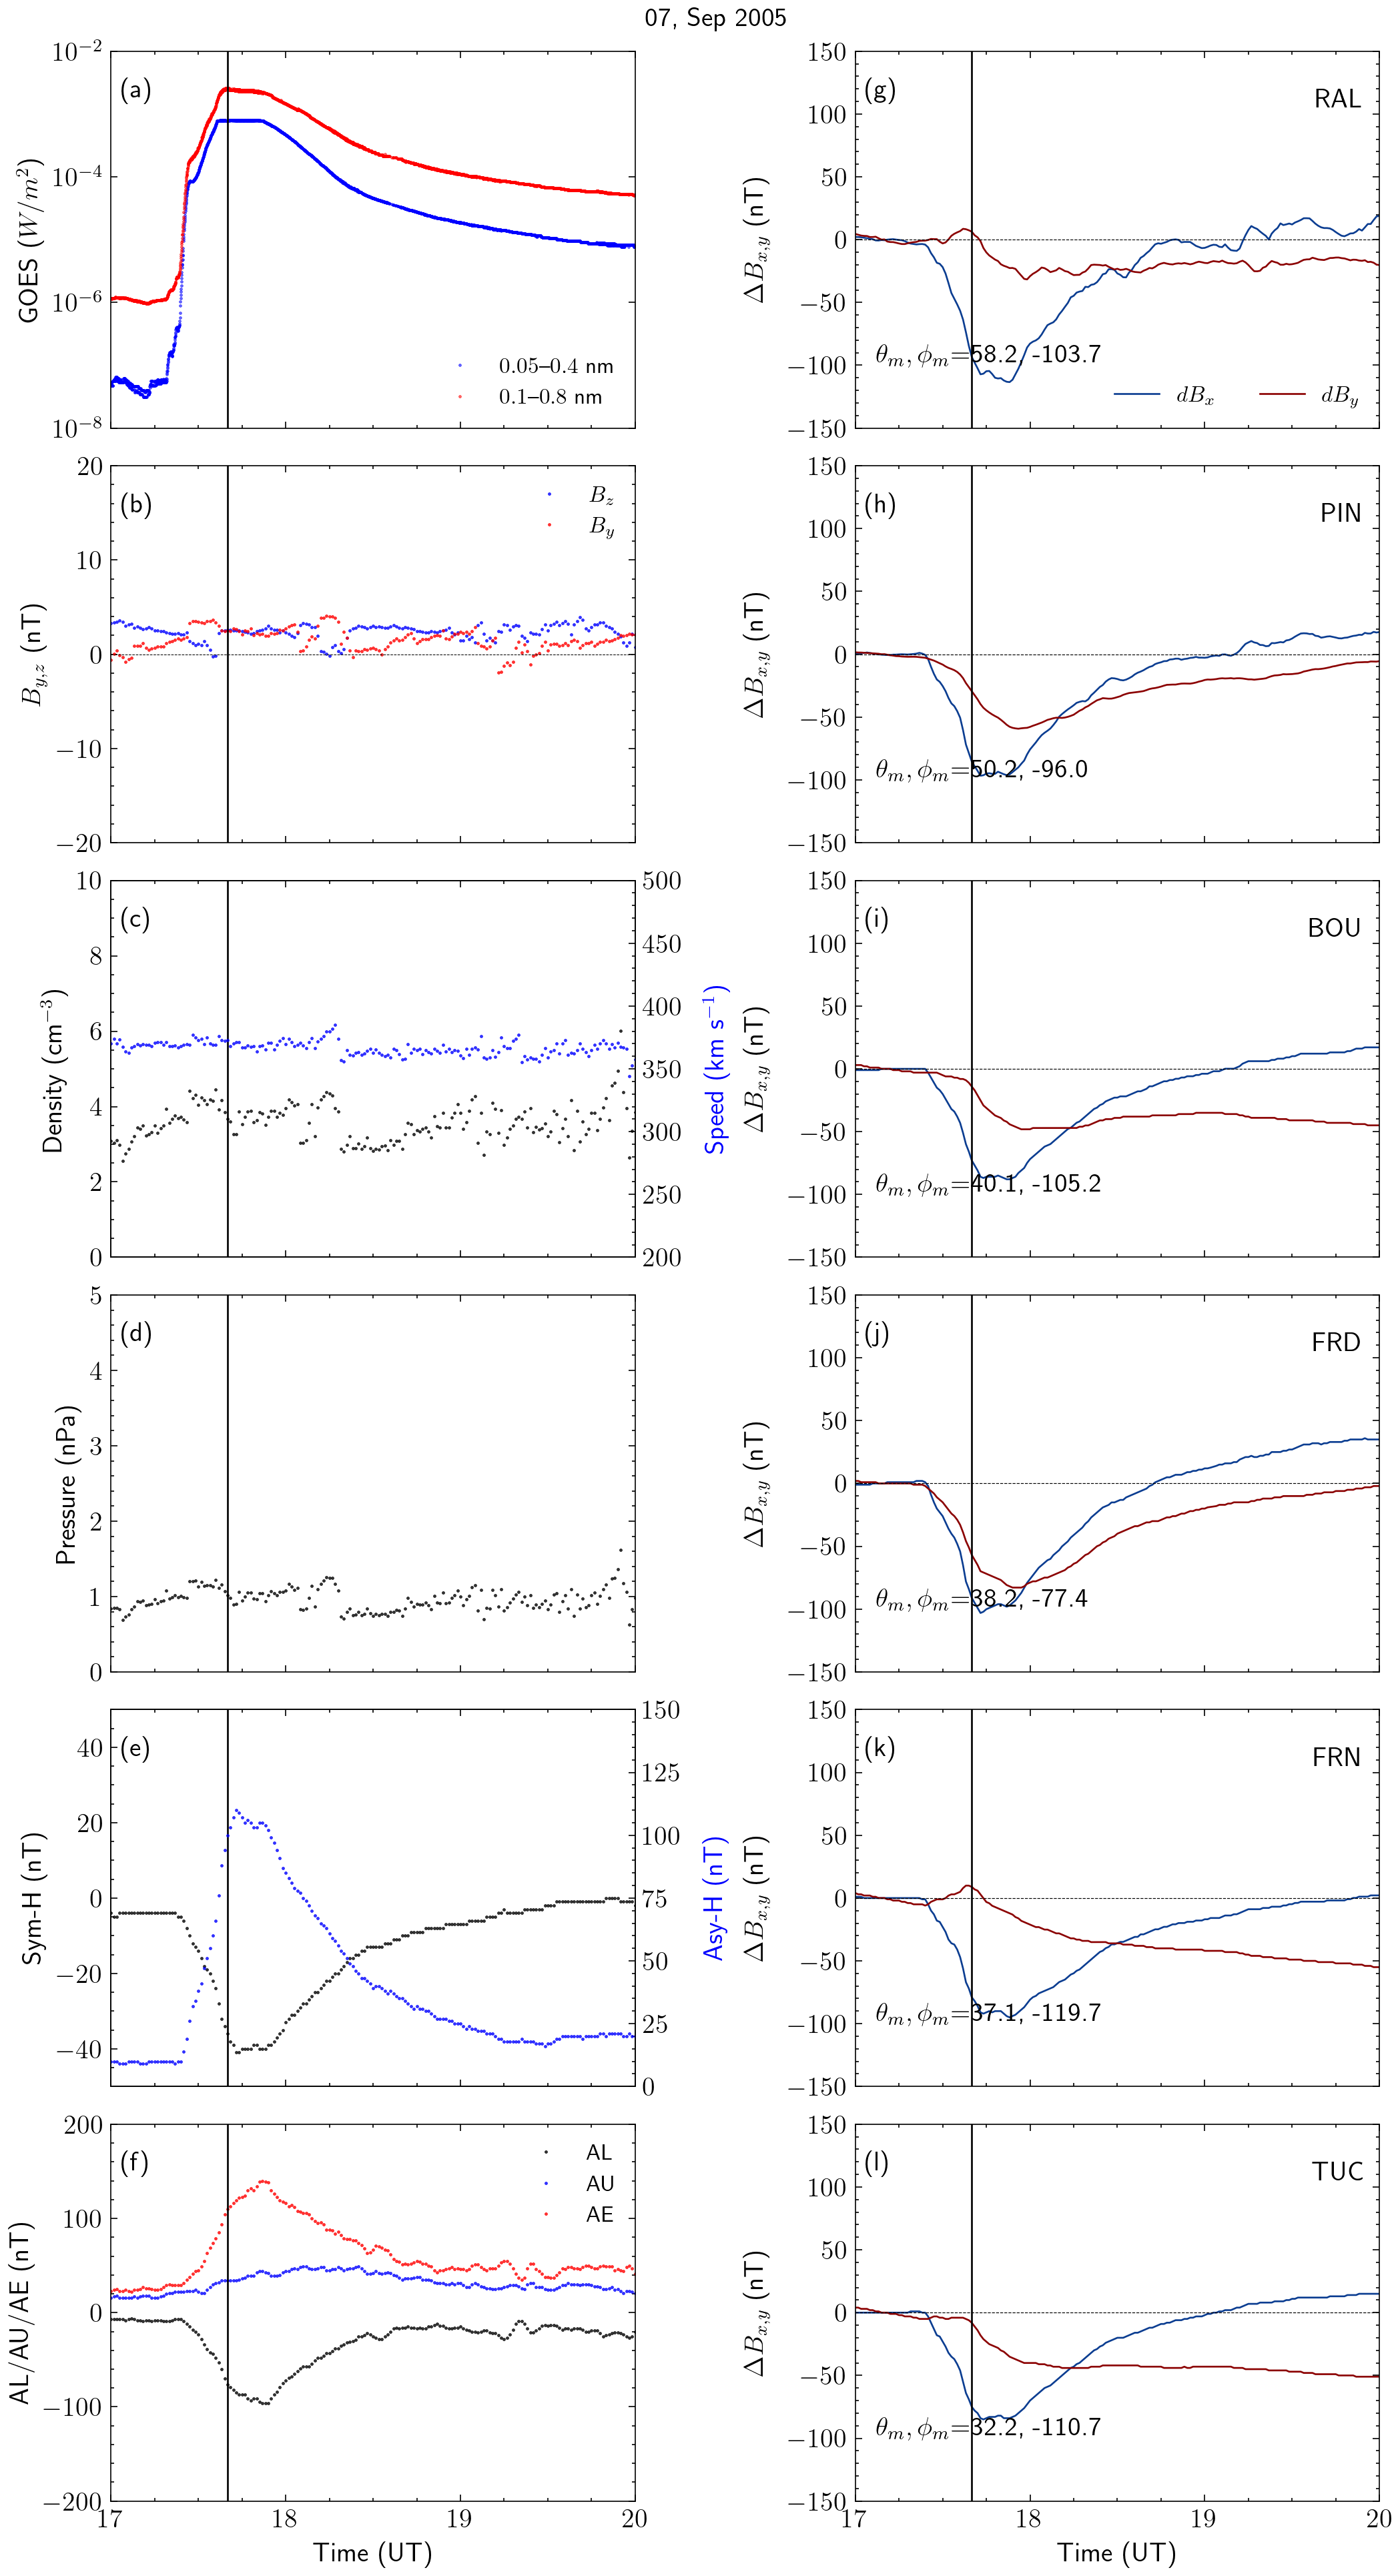 07, Sep 2005
(a)
GOES (W/m²)
10⁻²
10⁻⁴
10⁻⁶
10⁻⁸
0.05–0.4 nm
0.1–0.8 nm
(b)
B_y,z (nT)
20
10
0
−10
−20
B_z
B_y
(c)
Density (cm⁻³)
10
8
6
4
2
0
500
450
400
350
300
250
200
Speed (km s⁻¹)
(d)
Pressure (nPa)
5
4
3
2
1
0
(e)
Sym-H (nT)
40
20
0
−20
−40
150
125
100
75
50
25
0
Asy-H (nT)
(f)
AL/AU/AE (nT)
200
100
0
−100
−200
AL
AU
AE
17
18
19
20
Time (UT)
(g)
RAL
ΔB_x,y (nT)
150
100
50
0
−50
−100
−150
θ_m, ϕ_m=58.2, -103.7
dB_x
dB_y
(h)
PIN
ΔB_x,y (nT)
150
100
50
0
−50
−100
−150
θ_m, ϕ_m=50.2, -96.0
(i)
BOU
ΔB_x,y (nT)
150
100
50
0
−50
−100
−150
θ_m, ϕ_m=40.1, -105.2
(j)
FRD
ΔB_x,y (nT)
150
100
50
0
−50
−100
−150
θ_m, ϕ_m=38.2, -77.4
(k)
FRN
ΔB_x,y (nT)
150
100
50
0
−50
−100
−150
θ_m, ϕ_m=37.1, -119.7
(l)
TUC
ΔB_x,y (nT)
150
100
50
0
−50
−100
−150
θ_m, ϕ_m=32.2, -110.7
17
18
19
20
Time (UT)